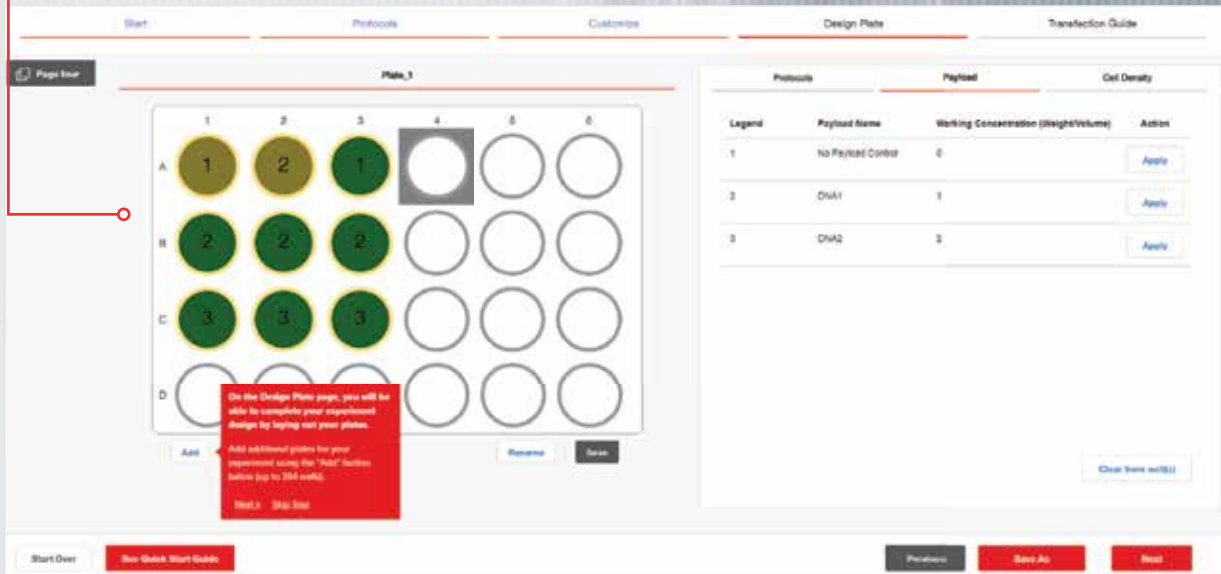 Start Protocols Customize Design Plate Transfection Guide
Page tour
Plate_1
1 2 3 4 5 6
A 1 2 1
B 2 2 2
C 3 3 3
D
On the Design Plate page, you will be
able to complete your experiment
design by laying out your plates.
Add additional plates for your
experiment using the "Add" button
below (up to 384 wells).
Next > Skip Tour
Add Rename Save
Protocols Payload Cell Density
Legend Payload Name Working Concentration (Weight/Volume) Action
1 No Payload Control 0 Apply
2 DNA1 1 Apply
3 DNA2 Apply
Clear from well(s)
Start Over See Quick Start Guide Previous Save As Next